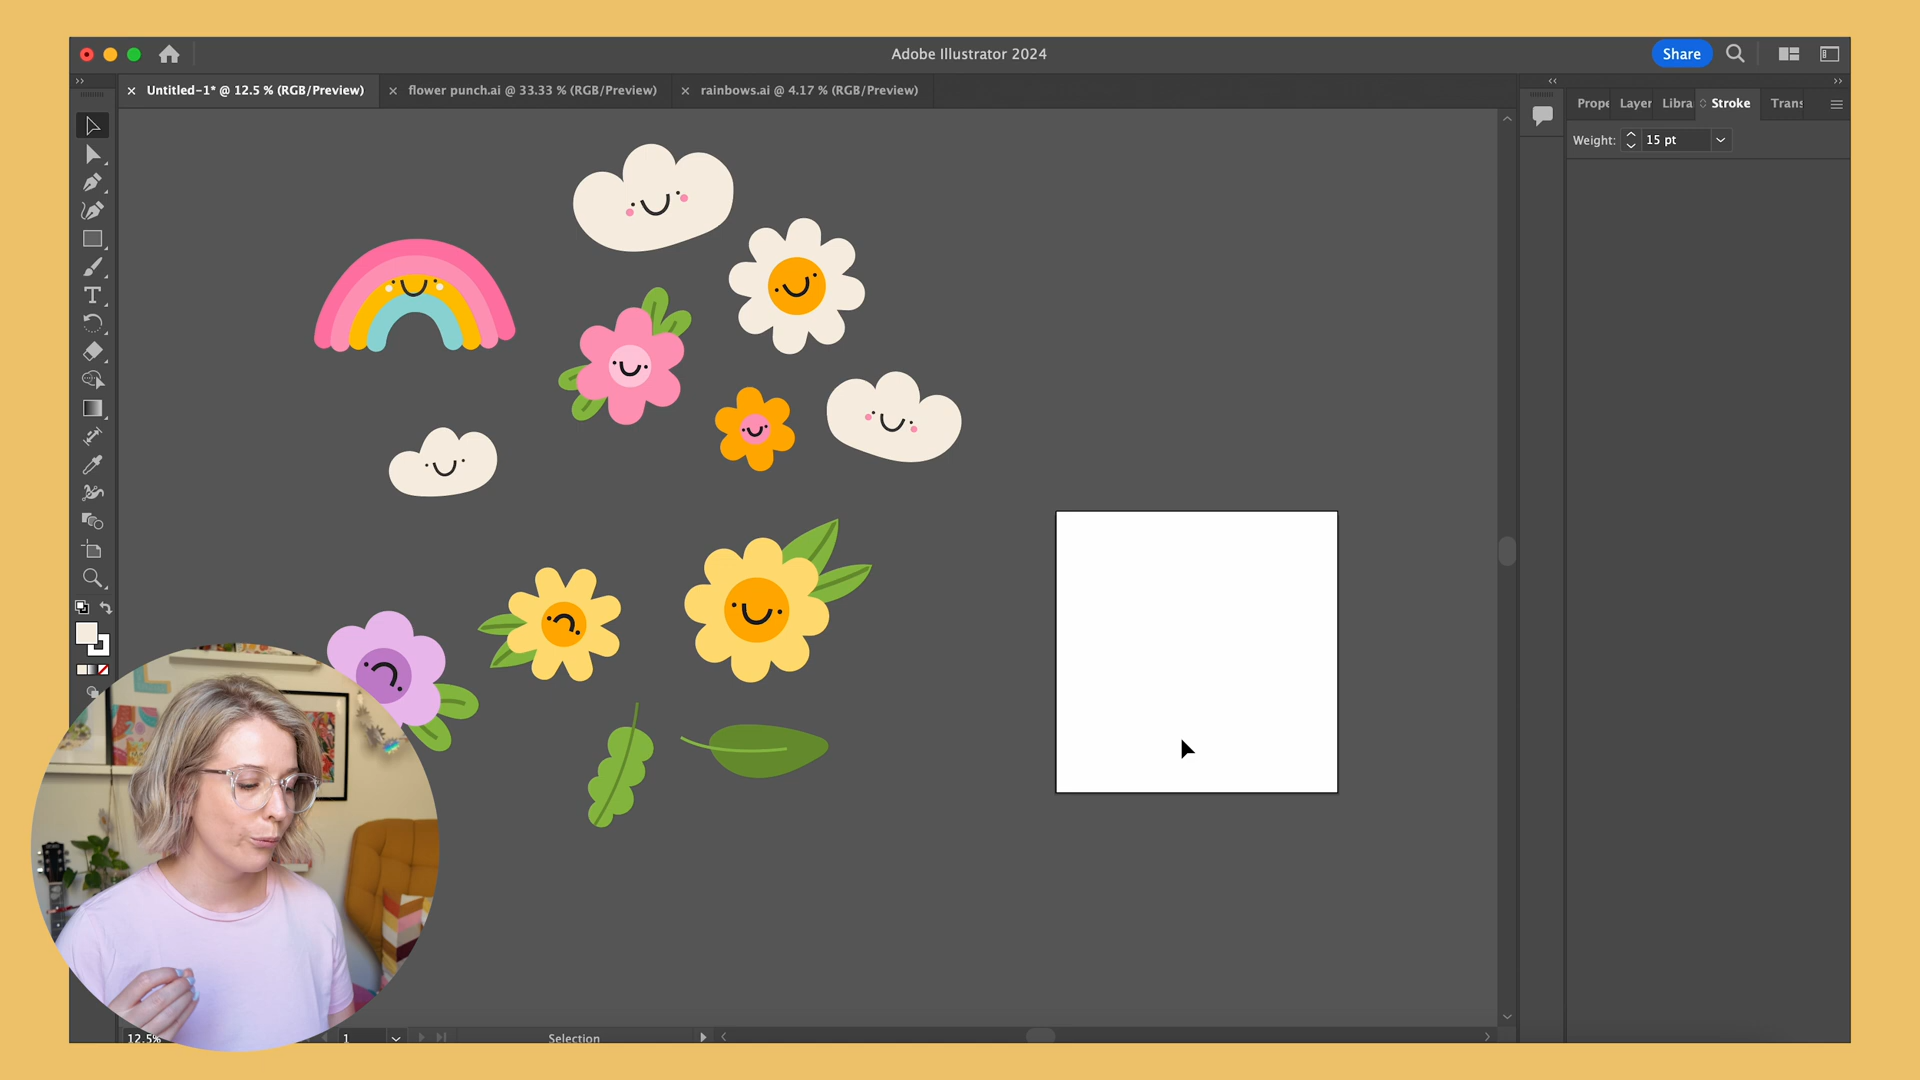 Adobe Illustrator 2024
Share
Untitled-1* @ 12.5 % (RGB/Preview)
flower punch.ai @ 33.33 % (RGB/Preview)
rainbows.ai @ 4.17 % (RGB/Preview)
Prope
Layer
Libra
Stroke
Trans
Weight:
15 pt
12.5%
1
Selection